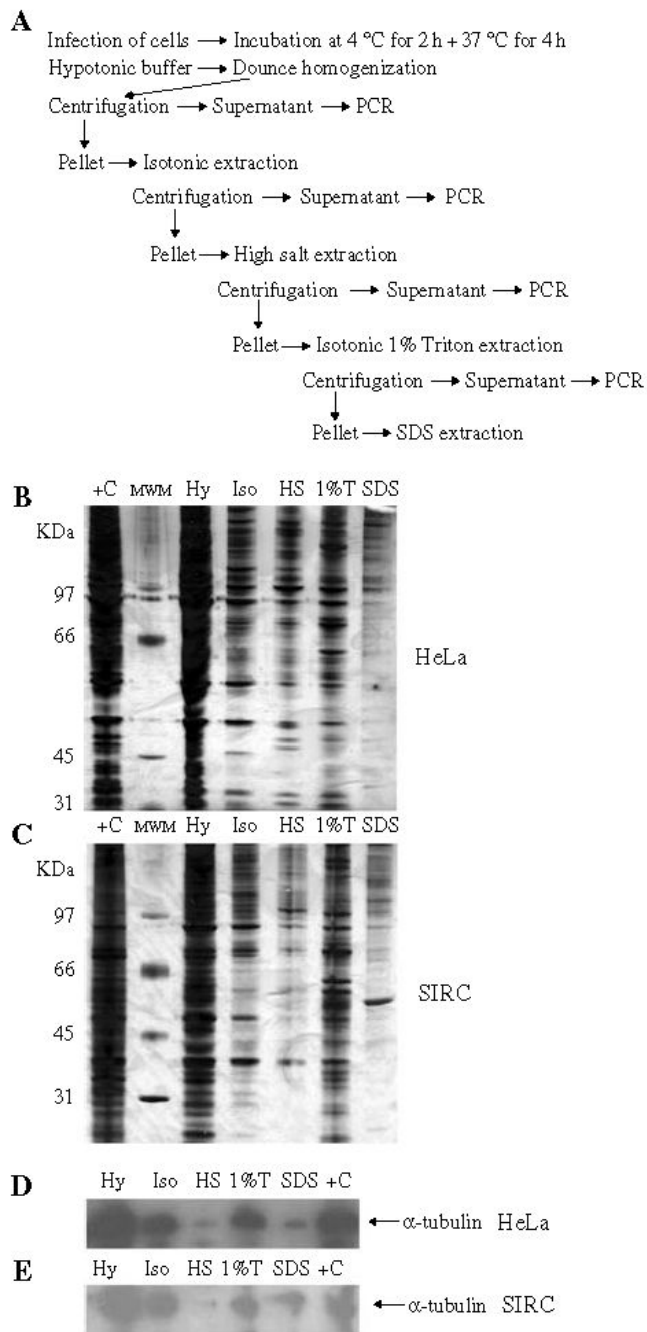 A
Infection of cells → Incubation at 4 °C for 2 h + 37 °C for 4 h
Hypotonic buffer → Dounce homogenization
Centrifugation → Supernatant → PCR
Pellet → Isotonic extraction
Centrifugation → Supernatant → PCR
Pellet → High salt extraction
Centrifugation → Supernatant → PCR
Pellet → Isotonic 1% Triton extraction
Centrifugation → Supernatant → PCR
Pellet → SDS extraction
B
+C MWM Hy Iso HS 1%T SDS
KDa
97
66
HeLa
45
31
C
+C MWM Hy Iso HS 1%T SDS
KDa
97
66
SIRC
45
31
D
Hy Iso HS 1%T SDS +C
← α-tubulin HeLa
E
Hy Iso HS 1%T SDS +C
← α-tubulin SIRC